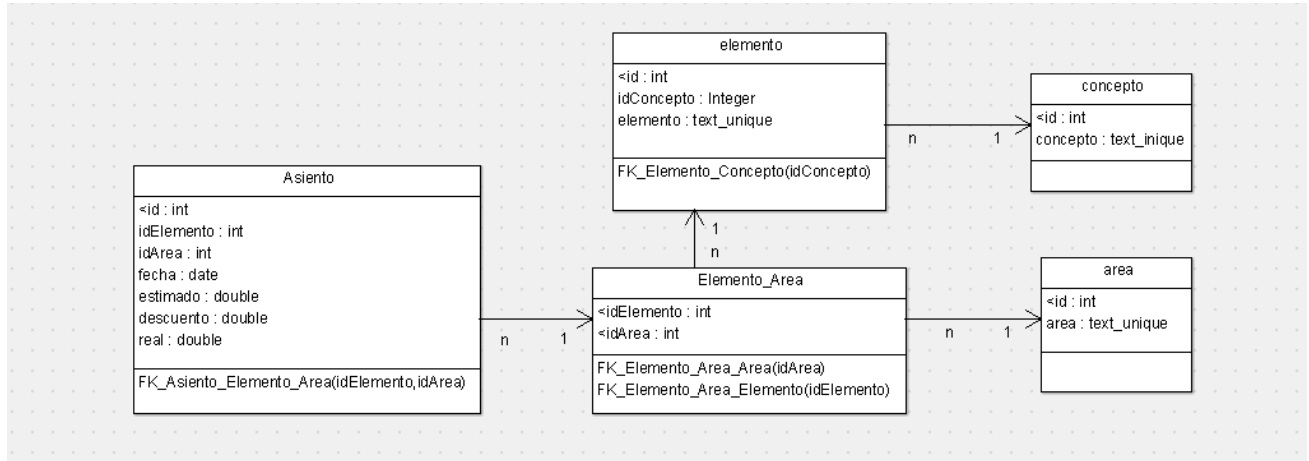 elemento
<id : int
idConcepto : Integer
elemento : text_unique
FK_Elemento_Concepto(idConcepto)
n
1
concepto
<id : int
concepto : text_inique
Asiento
<id : int
idElemento : int
idArea : int
fecha : date
estimado : double
descuento : double
real : double
FK_Asiento_Elemento_Area(idElemento,idArea)
n
1
1
n
Elemento_Area
<idElemento : int
<idArea : int
FK_Elemento_Area_Area(idArea)
FK_Elemento_Area_Elemento(idElemento)
n
1
area
<id : int
area : text_unique